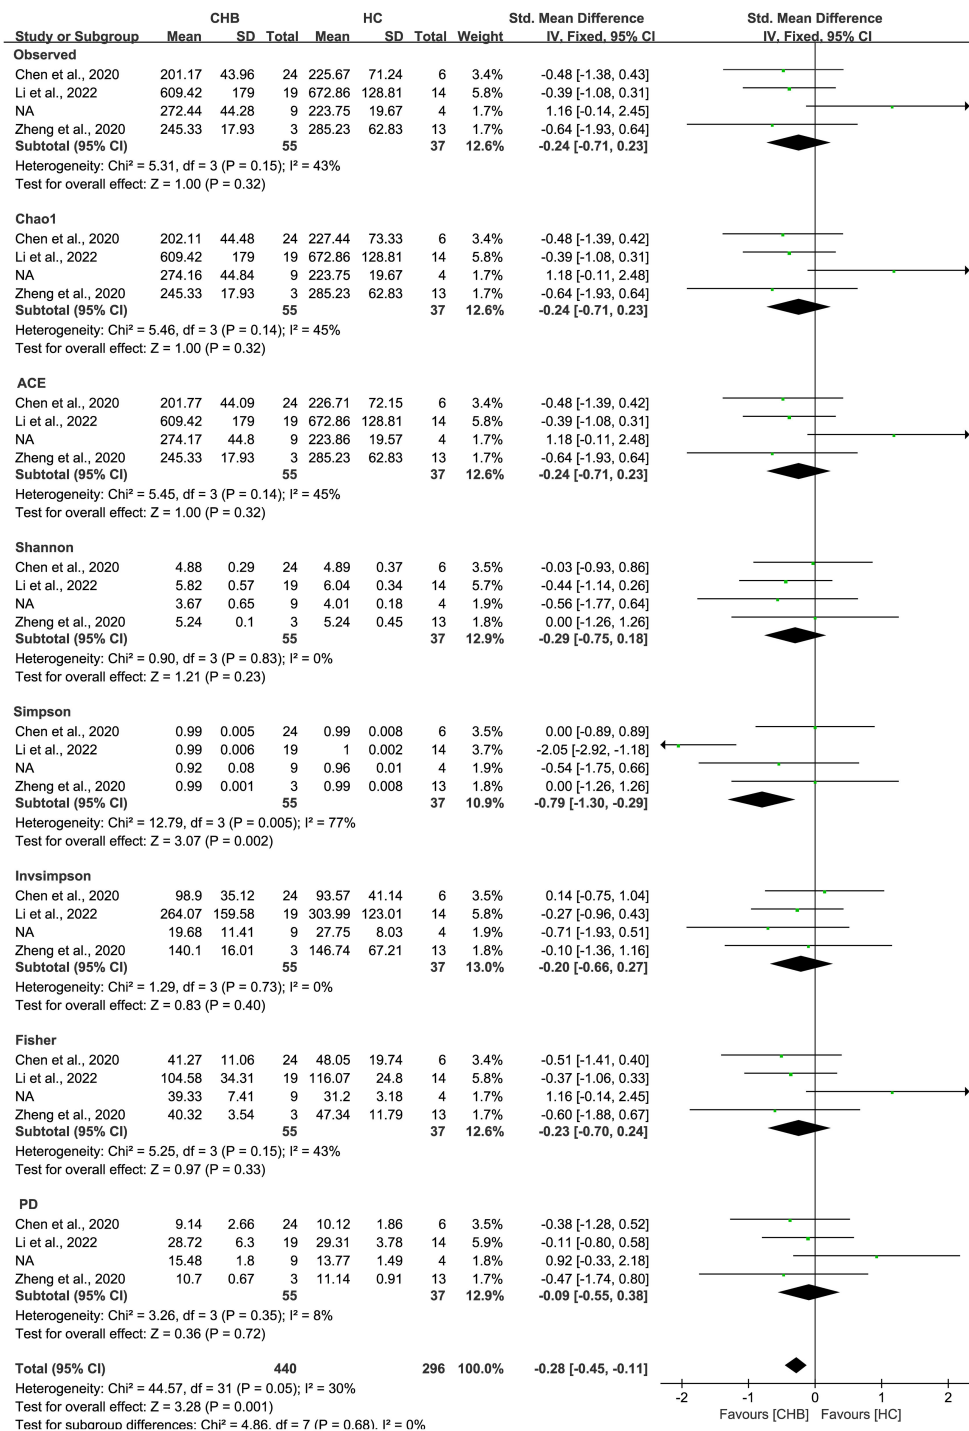 CHB HC Std. Mean Difference Std. Mean Difference
Study or Subgroup Mean SD Total Mean SD Total Weight IV, Fixed, 95% CI IV, Fixed, 95% CI
Observed
Chen et al., 2020 201.17 43.96 24 225.67 71.24 6 3.4% -0.48 [-1.38, 0.43]
Li et al., 2022 609.42 179 19 672.86 128.81 14 5.8% -0.39 [-1.08, 0.31]
NA 272.44 44.28 9 223.75 19.67 4 1.7% 1.16 [-0.14, 2.45]
Zheng et al., 2020 245.33 17.93 3 285.23 62.83 13 1.7% -0.64 [-1.93, 0.64]
Subtotal (95% CI) 55 37 12.6% -0.24 [-0.71, 0.23]
Heterogeneity: Chi² = 5.31, df = 3 (P = 0.15); I² = 43%
Test for overall effect: Z = 1.00 (P = 0.32)
Chao1
Chen et al., 2020 202.11 44.48 24 227.44 73.33 6 3.4% -0.48 [-1.39, 0.42]
Li et al., 2022 609.42 179 19 672.86 128.81 14 5.8% -0.39 [-1.08, 0.31]
NA 274.16 44.84 9 223.75 19.67 4 1.7% 1.18 [-0.11, 2.48]
Zheng et al., 2020 245.33 17.93 3 285.23 62.83 13 1.7% -0.64 [-1.93, 0.64]
Subtotal (95% CI) 55 37 12.6% -0.24 [-0.71, 0.23]
Heterogeneity: Chi² = 5.46, df = 3 (P = 0.14); I² = 45%
Test for overall effect: Z = 1.00 (P = 0.32)
ACE
Chen et al., 2020 201.77 44.09 24 226.71 72.15 6 3.4% -0.48 [-1.39, 0.42]
Li et al., 2022 609.42 179 19 672.86 128.81 14 5.8% -0.39 [-1.08, 0.31]
NA 274.17 44.8 9 223.86 19.57 4 1.7% 1.18 [-0.11, 2.48]
Zheng et al., 2020 245.33 17.93 3 285.23 62.83 13 1.7% -0.64 [-1.93, 0.64]
Subtotal (95% CI) 55 37 12.6% -0.24 [-0.71, 0.23]
Heterogeneity: Chi² = 5.45, df = 3 (P = 0.14); I² = 45%
Test for overall effect: Z = 1.00 (P = 0.32)
Shannon
Chen et al., 2020 4.88 0.29 24 4.89 0.37 6 3.5% -0.03 [-0.93, 0.86]
Li et al., 2022 5.82 0.57 19 6.04 0.34 14 5.7% -0.44 [-1.14, 0.26]
NA 3.67 0.65 9 4.01 0.18 4 1.9% -0.56 [-1.77, 0.64]
Zheng et al., 2020 5.24 0.1 3 5.24 0.45 13 1.8% 0.00 [-1.26, 1.26]
Subtotal (95% CI) 55 37 12.9% -0.29 [-0.75, 0.18]
Heterogeneity: Chi² = 0.90, df = 3 (P = 0.83); I² = 0%
Test for overall effect: Z = 1.21 (P = 0.23)
Simpson
Chen et al., 2020 0.99 0.005 24 0.99 0.008 6 3.5% 0.00 [-0.89, 0.89]
Li et al., 2022 0.99 0.006 19 1 0.002 14 3.7% -2.05 [-2.92, -1.18]
NA 0.92 0.08 9 0.96 0.01 4 1.9% -0.54 [-1.75, 0.66]
Zheng et al., 2020 0.99 0.001 3 0.99 0.008 13 1.8% 0.00 [-1.26, 1.26]
Subtotal (95% CI) 55 37 10.9% -0.79 [-1.30, -0.29]
Heterogeneity: Chi² = 12.79, df = 3 (P = 0.005); I² = 77%
Test for overall effect: Z = 3.07 (P = 0.002)
Invsimpson
Chen et al., 2020 98.9 35.12 24 93.57 41.14 6 3.5% 0.14 [-0.75, 1.04]
Li et al., 2022 264.07 159.58 19 303.99 123.01 14 5.8% -0.27 [-0.96, 0.43]
NA 19.68 11.41 9 27.75 8.03 4 1.9% -0.71 [-1.93, 0.51]
Zheng et al., 2020 140.1 16.01 3 146.74 67.21 13 1.8% -0.10 [-1.36, 1.16]
Subtotal (95% CI) 55 37 13.0% -0.20 [-0.66, 0.27]
Heterogeneity: Chi² = 1.29, df = 3 (P = 0.73); I² = 0%
Test for overall effect: Z = 0.83 (P = 0.40)
Fisher
Chen et al., 2020 41.27 11.06 24 48.05 19.74 6 3.4% -0.51 [-1.41, 0.40]
Li et al., 2022 104.58 34.31 19 116.07 24.8 14 5.8% -0.37 [-1.06, 0.33]
NA 39.33 7.41 9 31.2 3.18 4 1.7% 1.16 [-0.14, 2.45]
Zheng et al., 2020 40.32 3.54 3 47.34 11.79 13 1.7% -0.60 [-1.88, 0.67]
Subtotal (95% CI) 55 37 12.6% -0.23 [-0.70, 0.24]
Heterogeneity: Chi² = 5.25, df = 3 (P = 0.15); I² = 43%
Test for overall effect: Z = 0.97 (P = 0.33)
PD
Chen et al., 2020 9.14 2.66 24 10.12 1.86 6 3.5% -0.38 [-1.28, 0.52]
Li et al., 2022 28.72 6.3 19 29.31 3.78 14 5.8% -0.11 [-0.80, 0.58]
NA 15.48 1.8 9 13.77 1.49 4 1.8% 0.92 [-0.33, 2.18]
Zheng et al., 2020 10.7 0.67 3 11.14 0.91 13 1.7% -0.47 [-1.74, 0.80]
Subtotal (95% CI) 55 37 12.9% -0.09 [-0.55, 0.38]
Heterogeneity: Chi² = 3.26, df = 3 (P = 0.35); I² = 8%
Test for overall effect: Z = 0.36 (P = 0.72)
Total (95% CI) 440 296 100.0% -0.28 [-0.45, -0.11]
Heterogeneity: Chi² = 44.57, df = 31 (P = 0.05); I² = 30%
Test for overall effect: Z = 3.28 (P = 0.001)
Test for subgroup differences: Chi² = 4.86, df = 7 (P = 0.68), I² = 0%
-2 -1 0 1 2
Favours [CHB] Favours [HC]